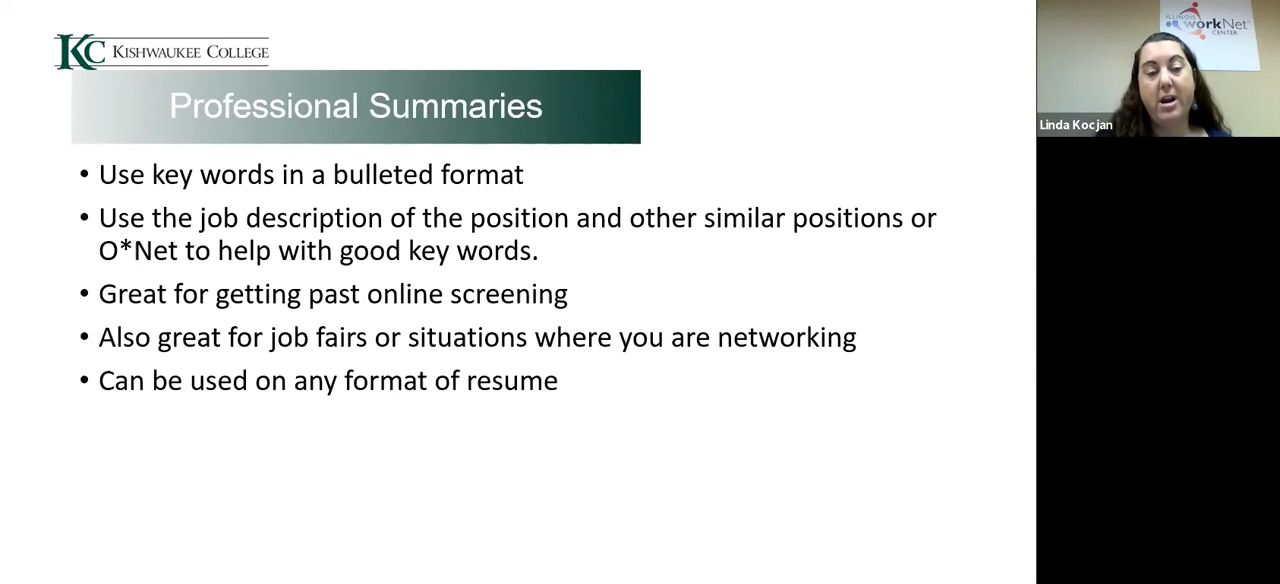 KC KISHWAUKEE COLLEGE
Professional Summaries
• Use key words in a bulleted format
• Use the job description of the position and other similar positions or
O*Net to help with good key words.
• Great for getting past online screening
• Also great for job fairs or situations where you are networking
• Can be used on any format of resume
ILLINOIS
workNet
CENTER
Linda Kocjan